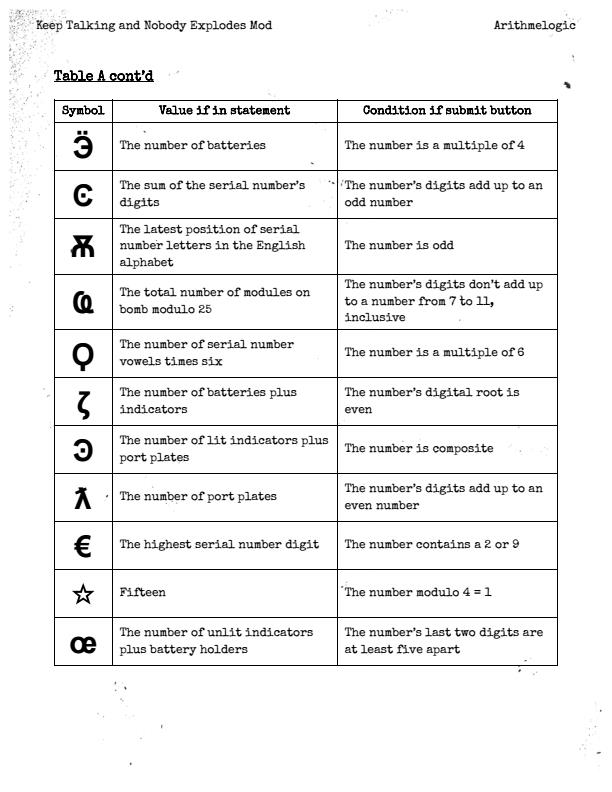 Keep Talking and Nobody Explodes Mod
Arithmelogic
Table A cont'd
Symbol
Value if in statement
Condition if submit button
Ӭ
The number of batteries
The number is a multiple of 4
Ͼ
The sum of the serial number's
digits
The number's digits add up to an
odd number
Ѫ
The latest position of serial
number letters in the English
alphabet
The number is odd
Ҩ
The total number of modules on
bomb modulo 25
The number's digits don't add up
to a number from 7 to 11,
inclusive
Ϙ
The number of serial number
vowels times six
The number is a multiple of 6
ζ
The number of batteries plus
indicators
The number's digital root is
even
Ͽ
The number of lit indicators plus
port plates
The number is composite
ƛ
The number of port plates
The number's digits add up to an
even number
€
The highest serial number digit
The number contains a 2 or 9
☆
Fifteen
The number modulo 4 = 1
œ
The number of unlit indicators
plus battery holders
The number's last two digits are
at least five apart